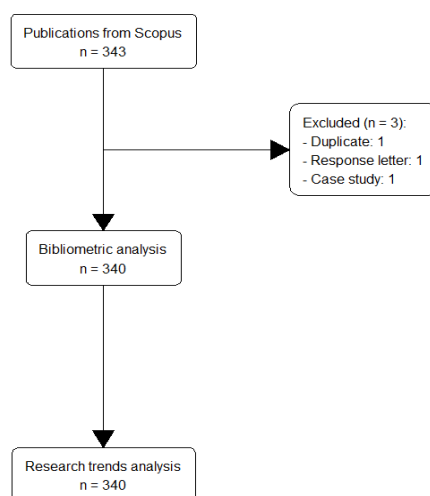 Publications from Scopus
n = 343
Excluded (n = 3):
- Duplicate: 1
- Response letter: 1
- Case study: 1
Bibliometric analysis
n = 340
Research trends analysis
n = 340